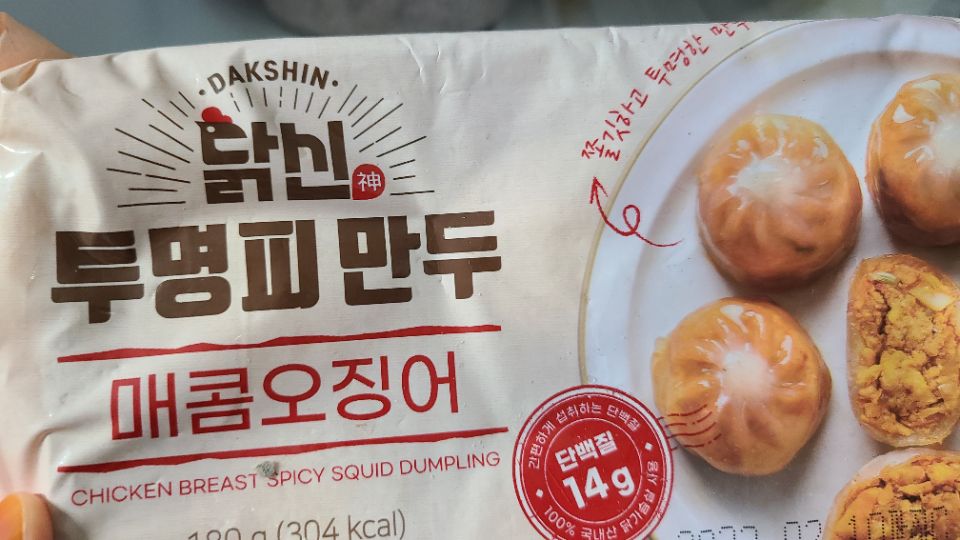 ·DAKSHIN·
닭신
神
투명피 만두
매콤오징어
CHICKEN BREAST SPICY SQUID DUMPLING
180 g (304 kcal)
쫄깃하고 투명한 만두
간편하게 섭취하는 단백질
단백질
14g
100% 국내산 닭가슴살 사용